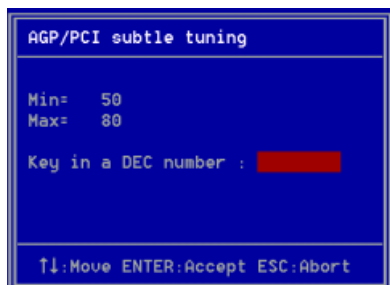 AGP/PCI subtle tuning
Min= 50
Max= 80
Key in a DEC number :
↑↓:Move ENTER:Accept ESC:Abort